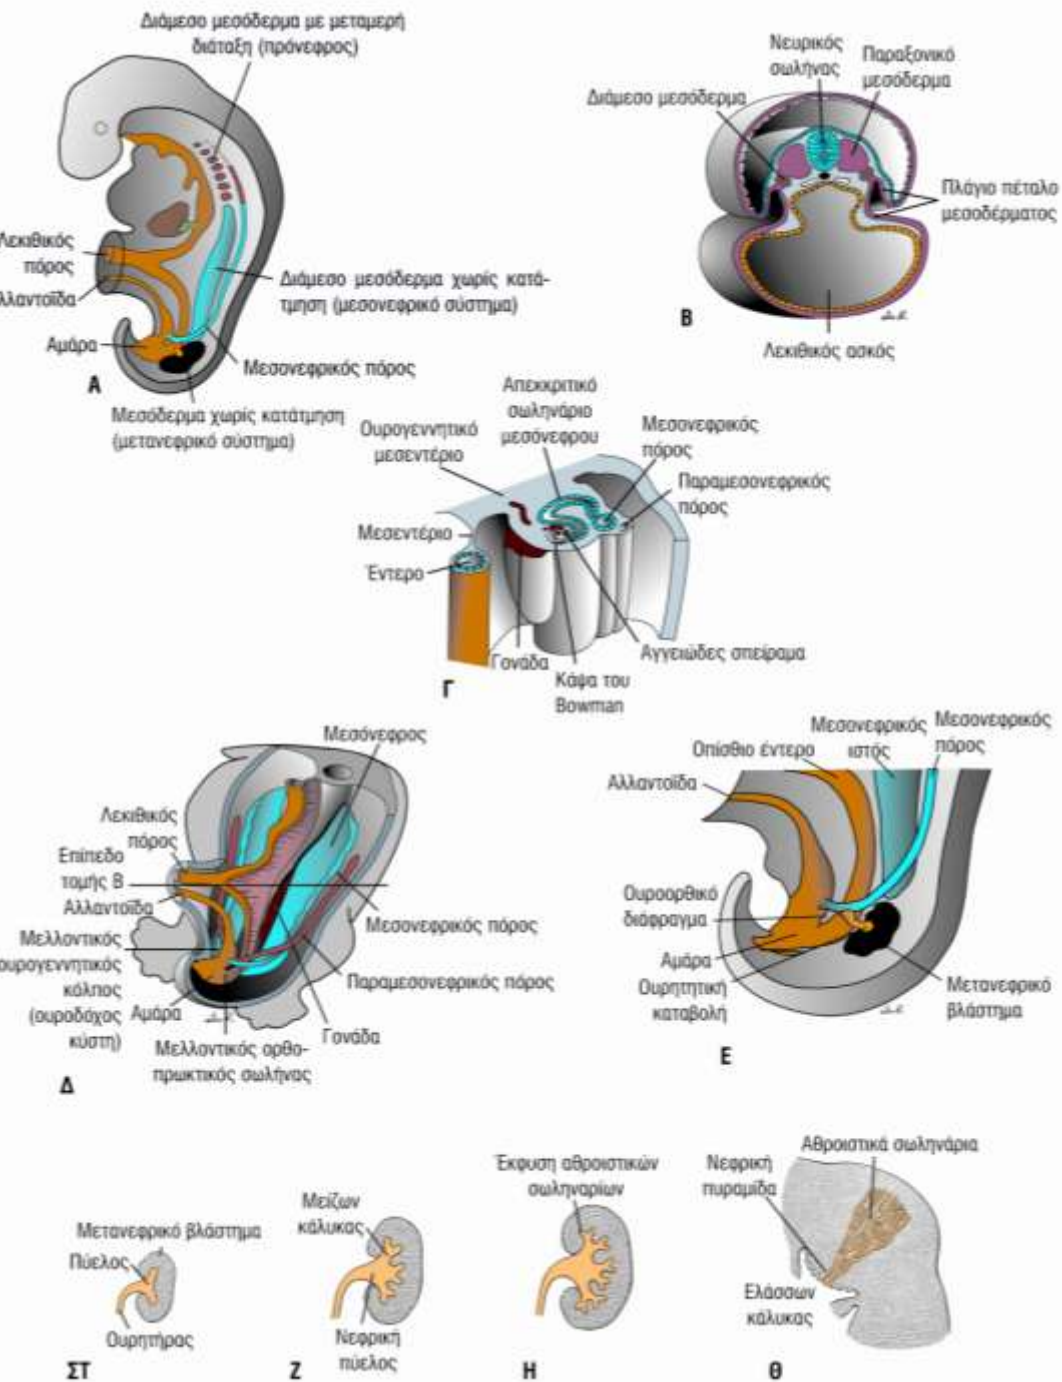 Διάμεσο μεσόδερμα με μεταμερή
διάταξη (πρόνεφρος)
Λεκιθικός
πόρος
λλαντοΐδα
Αμάρα
Διάμεσο μεσόδερμα χωρίς κατά-
τμηση (μεσονεφρικό σύστημα)
Μεσονεφρικός πόρος
Α
Μεσόδερμα χωρίς κατάτμηση
(μετανεφρικό σύστημα)
Νευρικός
σωλήνας
Παραξονικό
μεσόδερμα
Διάμεσο μεσόδερμα
Πλάγιο πέταλο
μεσοδέρματος
Β
Λεκιθικός ασκός
Απεκκριτικό
σωληνάριο
μεσόνεφρου
Ουρογεννητικό
μεσεντέριο
Μεσονεφρικός
πόρος
Παραμεσονεφρικός
πόρος
Μεσεντέριο
Έντερο
Γονάδα
Αγγειώδες σπείραμα
Κάψα του
Bowman
Γ
Μεσόνεφρος
Λεκιθικός
πόρος
Επίπεδο
τομής Β
Αλλαντοΐδα
Μελλοντικός
ουρογεννητικός
κόλπος
(ουροδόχος
κύστη)
Αμάρα
Μεσονεφρικός πόρος
Παραμεσονεφρικός πόρος
Γονάδα
Μελλοντικός ορθο-
πρωκτικός σωλήνας
Δ
Μεσονεφρικός
ιστός
Μεσονεφρικός
πόρος
Οπίσθιο έντερο
Αλλαντοΐδα
Ουροορθικό
διάφραγμα
Αμάρα
Ουρητητική
καταβολή
Μετανεφρικό
βλάστημα
Ε
Μετανεφρικό βλάστημα
Πύελος
Ουρητήρας
ΣΤ
Μείζων
κάλυκας
Νεφρική
πύελος
Ζ
Έκφυση αθροιστικών
σωληναρίων
Η
Αθροιστικά σωληνάρια
Νεφρική
πυραμίδα
Ελάσσων
κάλυκας
Θ